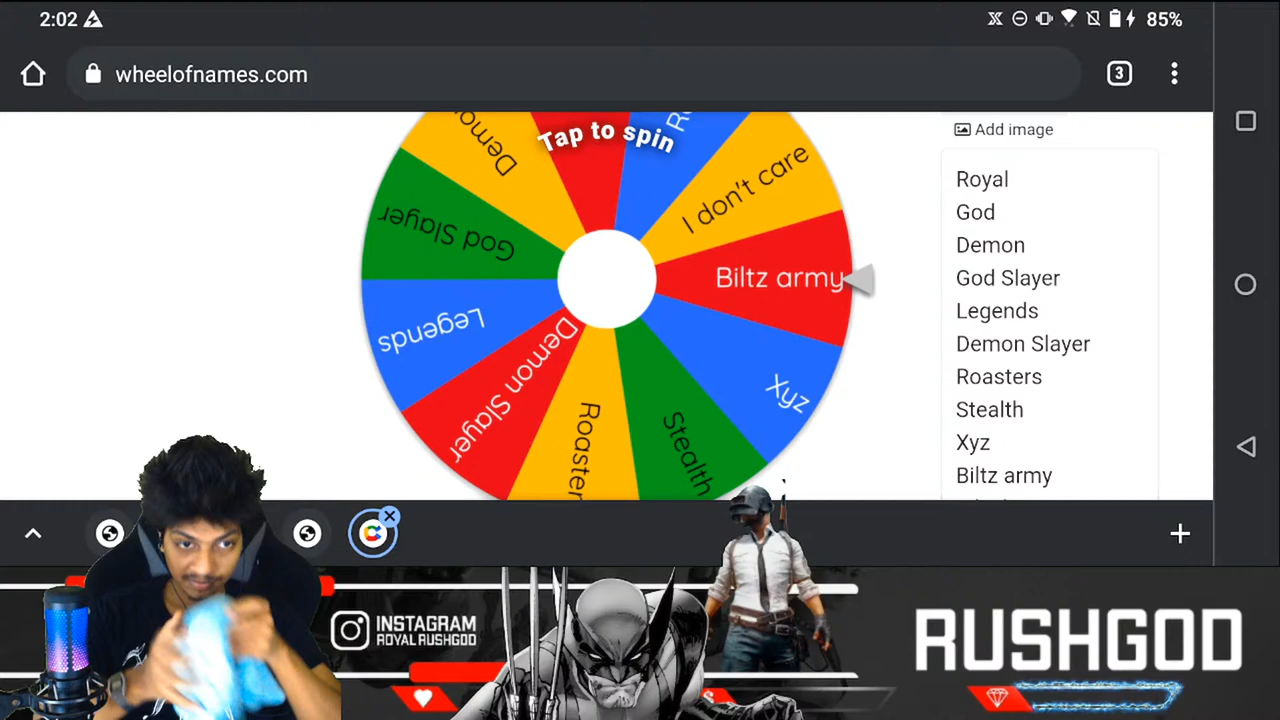 2:02
85%
wheelofnames.com
3
Tap to spin
I don't care
Biltz army
Xyz
Stealth
Roaster
Demon Slayer
Legends
God Slayer
Demo
Add image
Royal
God
Demon
God Slayer
Legends
Demon Slayer
Roasters
Stealth
Xyz
Biltz army
INSTAGRAM
ROYAL RUSHGOD
RUSHGOD